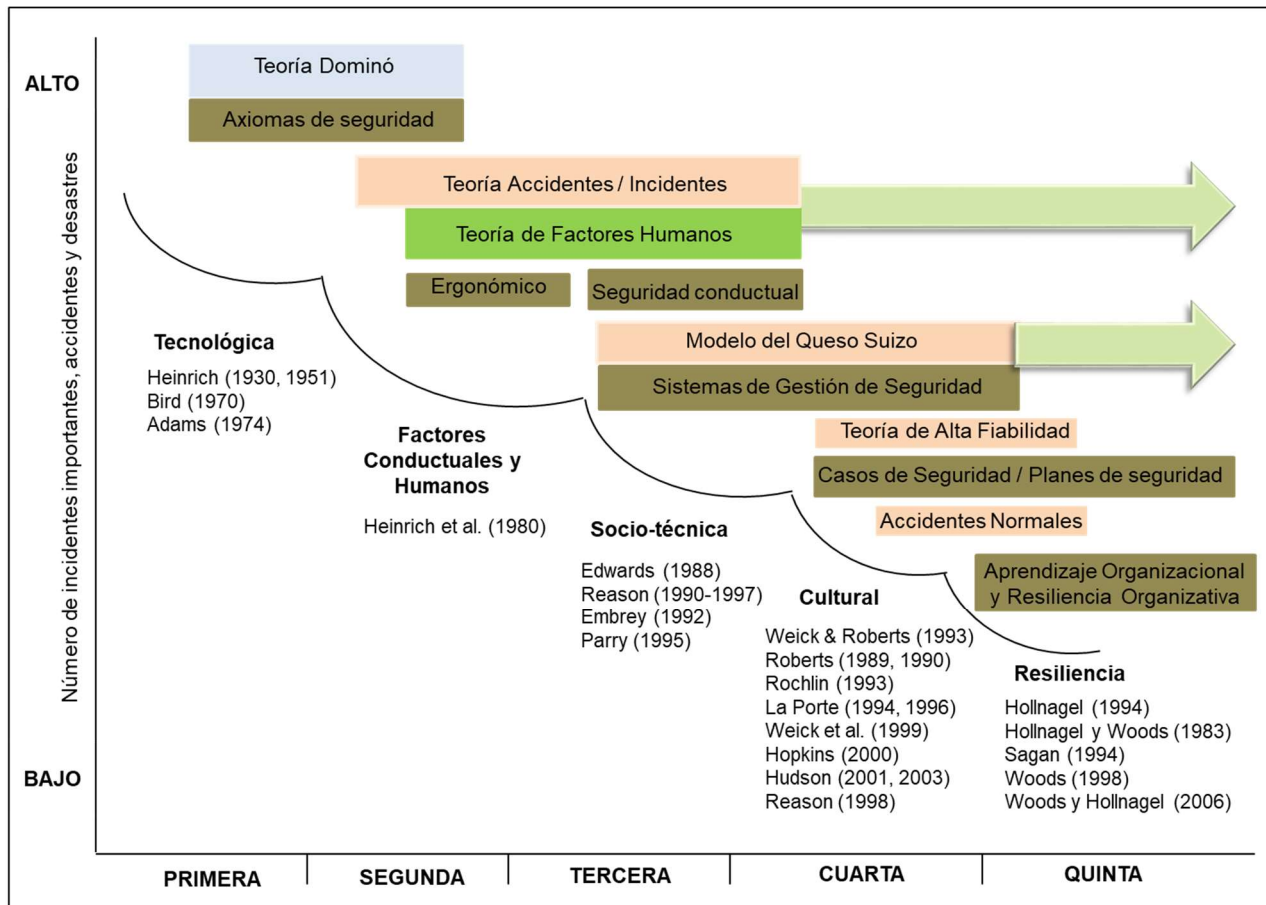 Número de incidentes importantes, accidentes y desastres
ALTO
BAJO
Teoría Dominó
Axiomas de seguridad
Teoría Accidentes / Incidentes
Teoría de Factores Humanos
Ergonómico
Seguridad conductual
Modelo del Queso Suizo
Sistemas de Gestión de Seguridad
Teoría de Alta Fiabilidad
Casos de Seguridad / Planes de seguridad
Accidentes Normales
Aprendizaje Organizacional
y Resiliencia Organizativa
Tecnológica
Heinrich (1930, 1951)
Bird (1970)
Adams (1974)
Factores
Conductuales y
Humanos
Heinrich et al. (1980)
Socio-técnica
Edwards (1988)
Reason (1990-1997)
Embrey (1992)
Parry (1995)
Cultural
Weick & Roberts (1993)
Roberts (1989, 1990)
Rochlin (1993)
La Porte (1994, 1996)
Weick et al. (1999)
Hopkins (2000)
Hudson (2001, 2003)
Reason (1998)
Resiliencia
Hollnagel (1994)
Hollnagel y Woods (1983)
Sagan (1994)
Woods (1998)
Woods y Hollnagel (2006)
PRIMERA
SEGUNDA
TERCERA
CUARTA
QUINTA